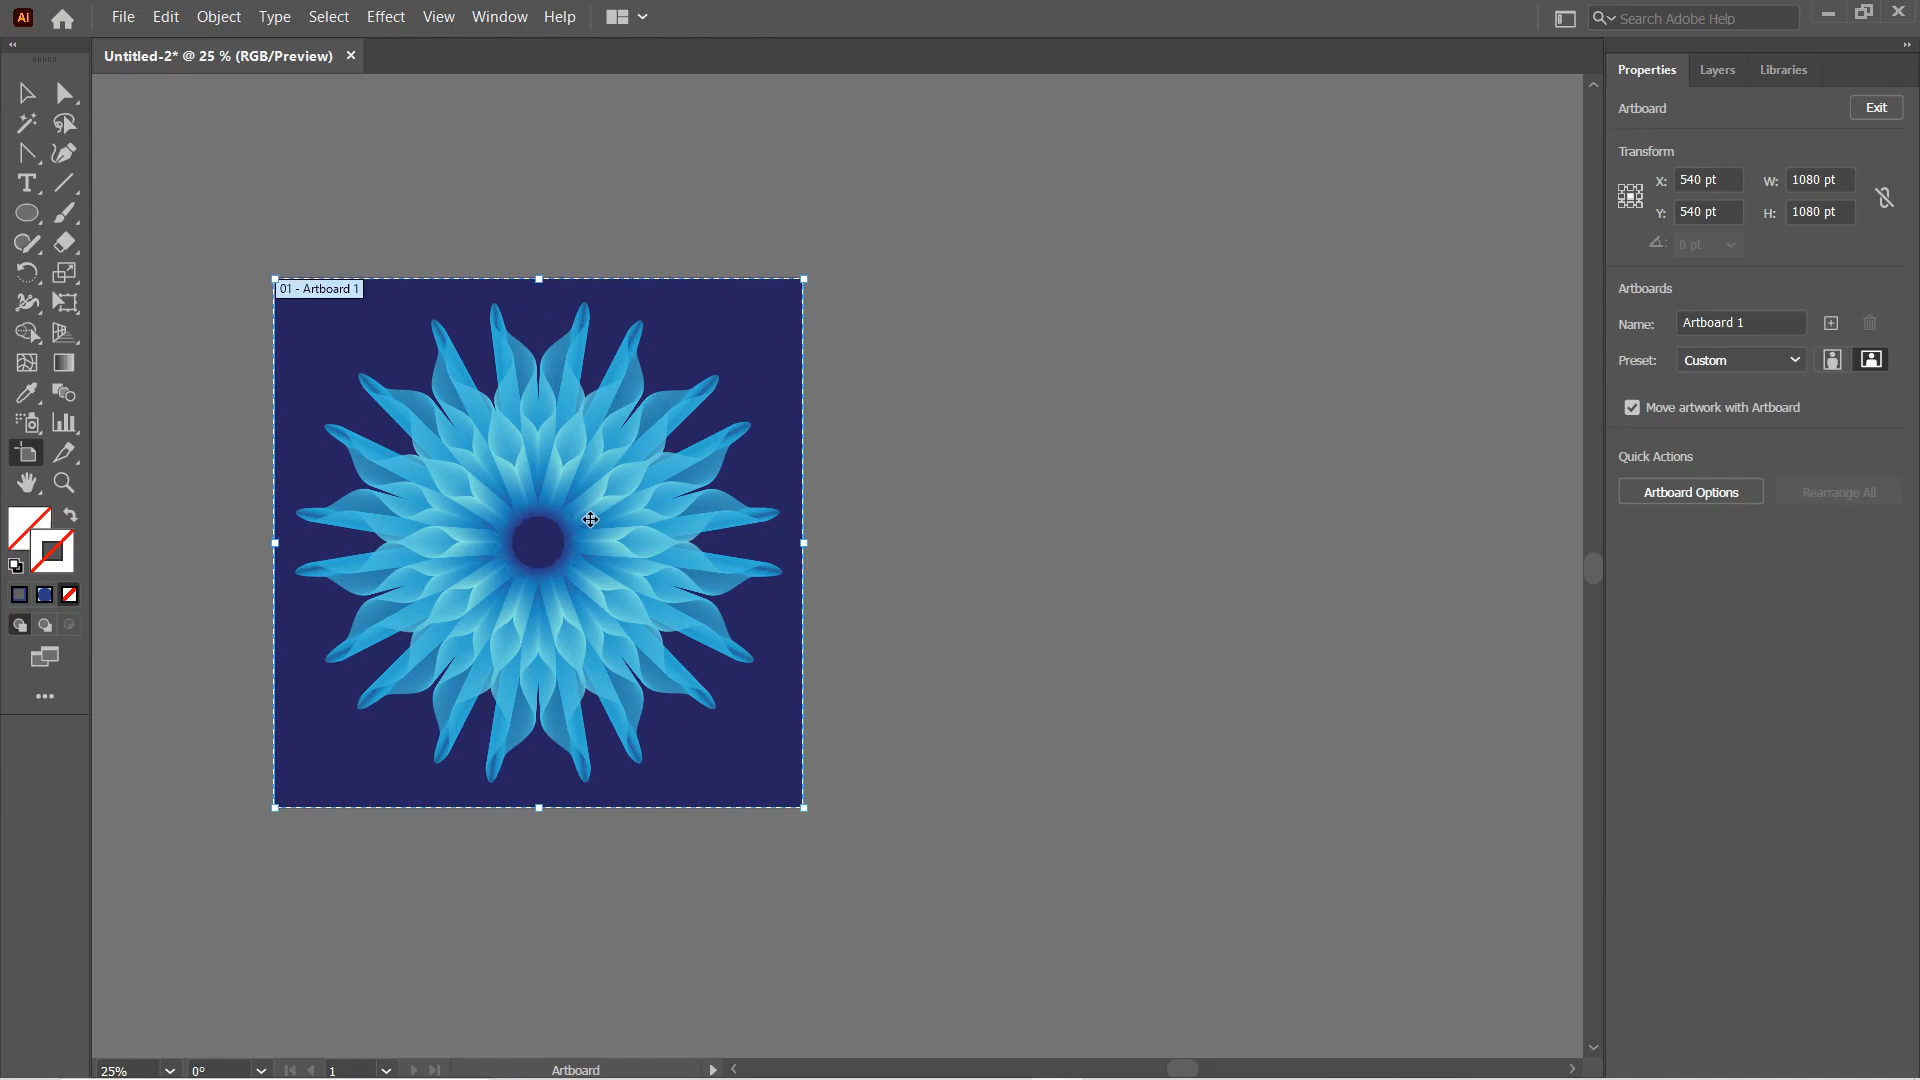 Ai
File Edit Object Type Select Effect View Window Help
Search Adobe Help
Untitled-2* @ 25 % (RGB/Preview)
Properties Layers Libraries
Artboard
Exit
Transform
X: 540 pt W: 1080 pt
Y: 540 pt H: 1080 pt
0 pt
01 - Artboard 1
Artboards
Name: Artboard 1
Preset: Custom
Move artwork with Artboard
Quick Actions
Artboard Options
Rearrange All
25% 0° 1 Artboard